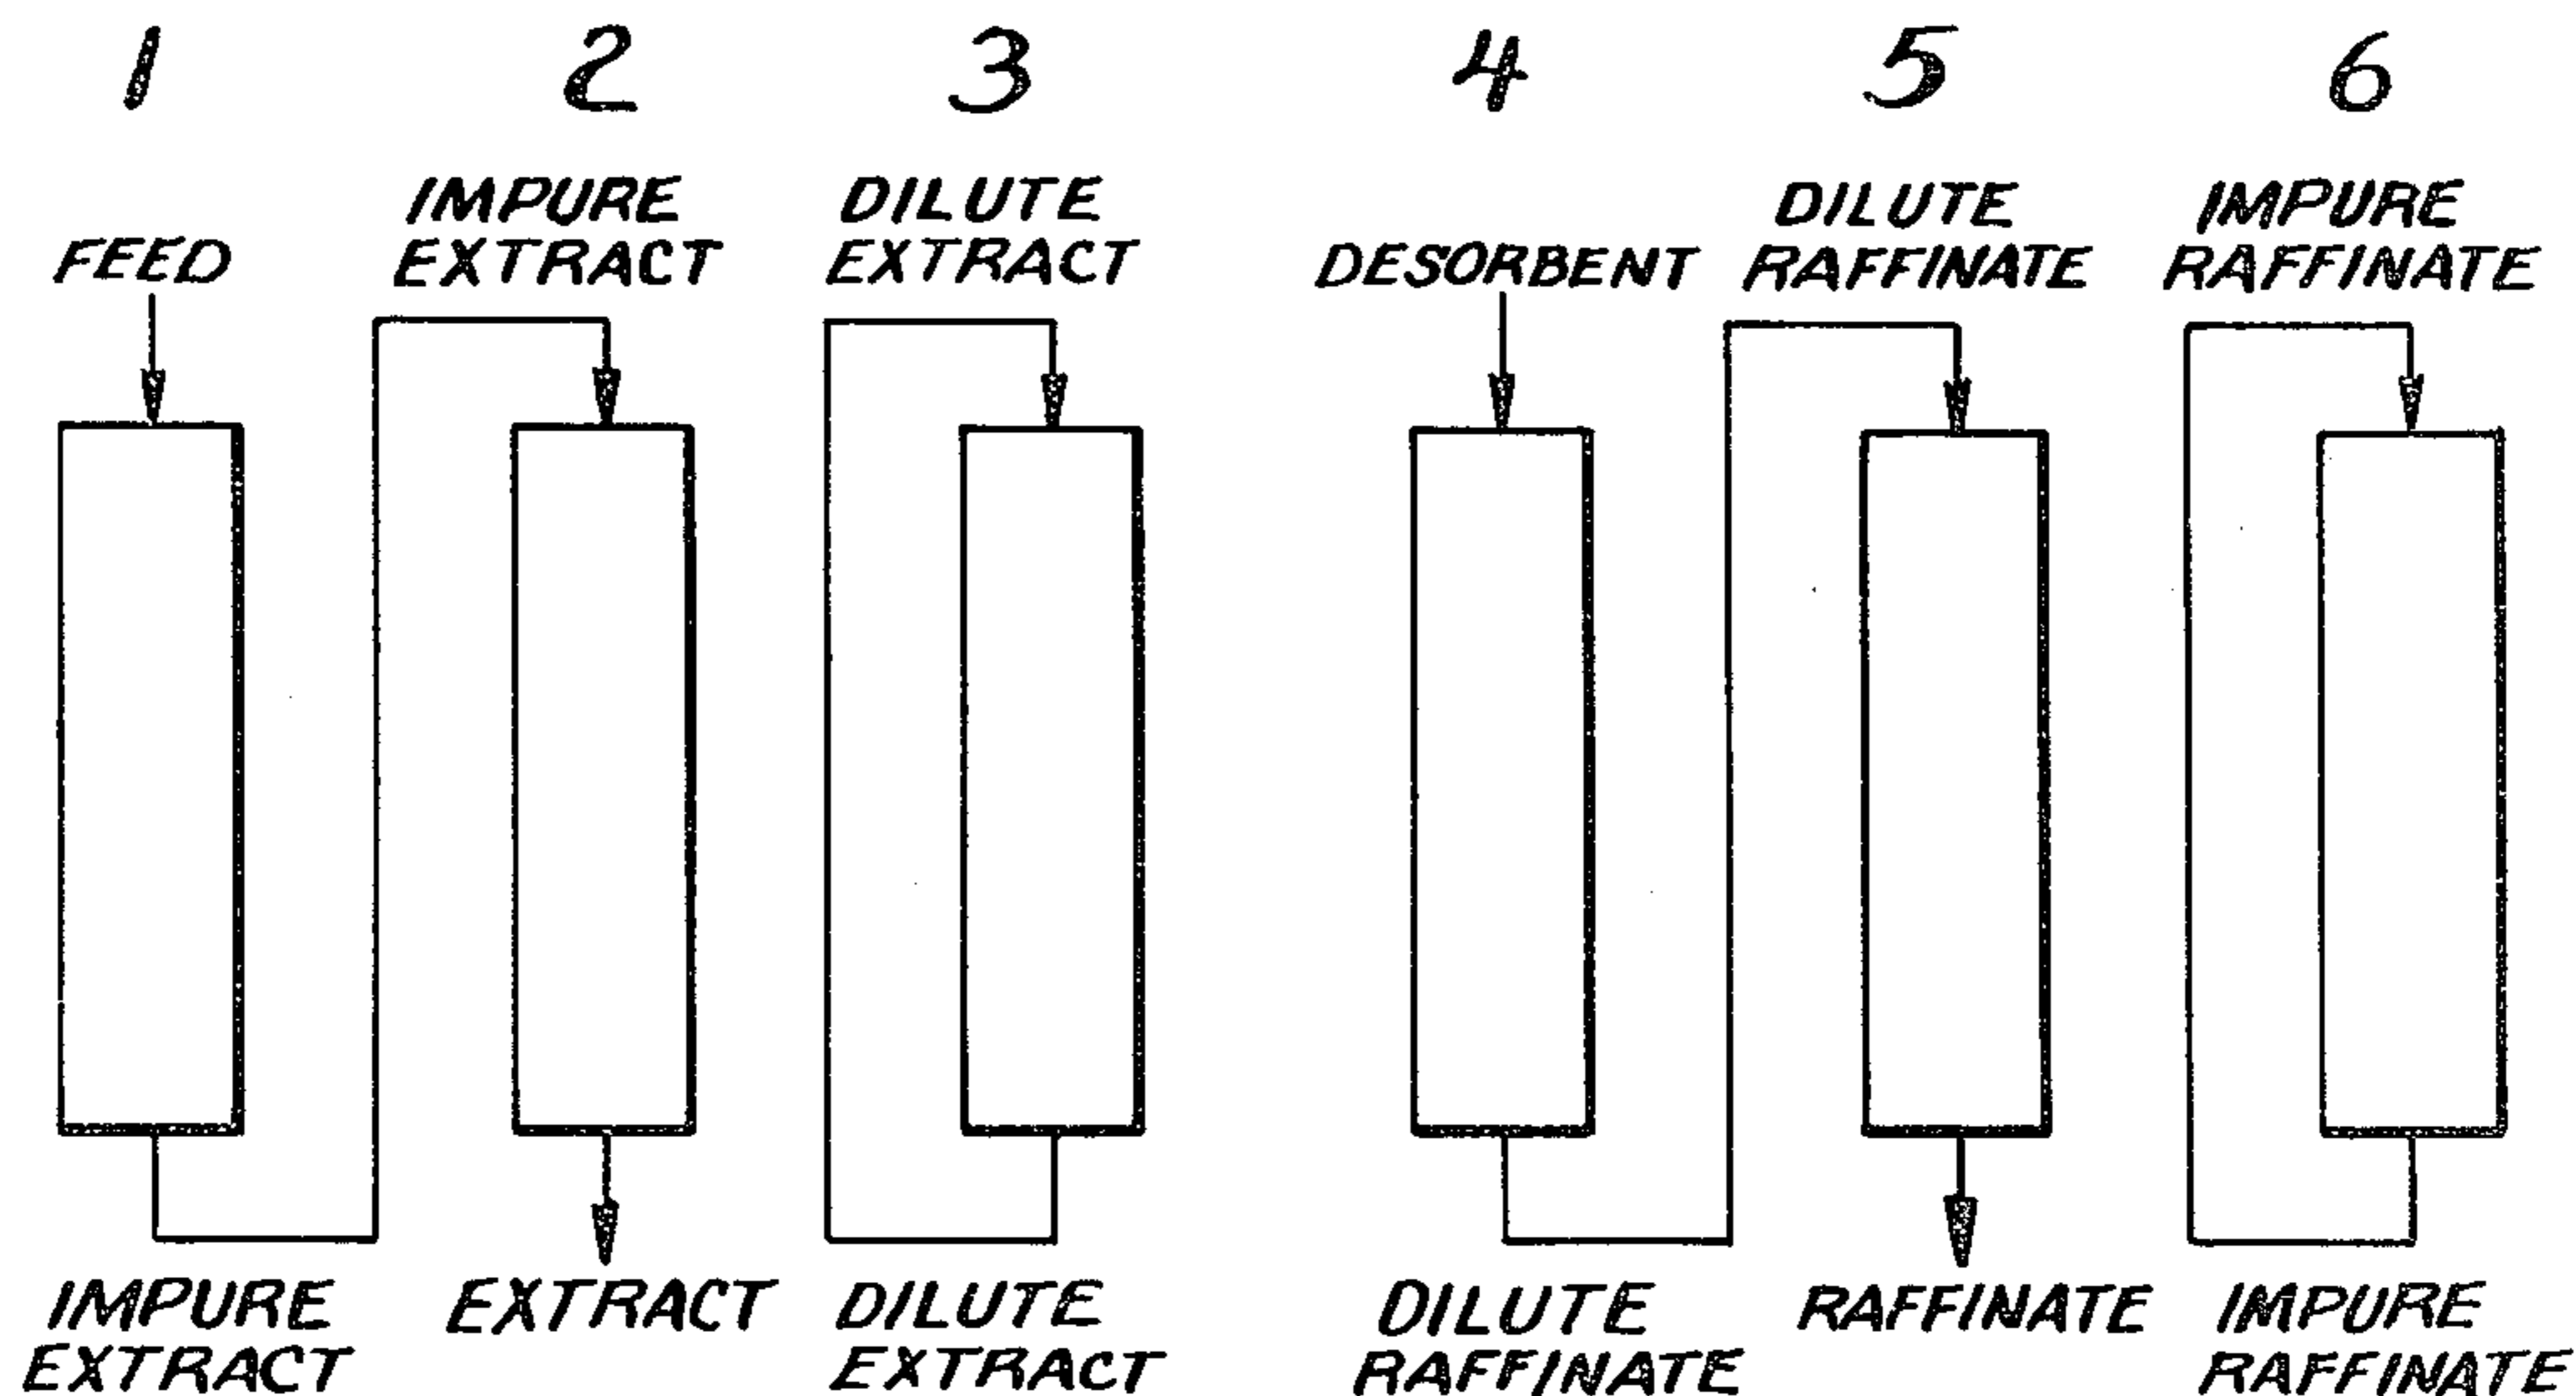 1 2 3 4 5 6
FEED
IMPURE
EXTRACT
DILUTE
EXTRACT
DESORBENT
DILUTE
RAFFINATE
IMPURE
RAFFINATE
IMPURE
EXTRACT
EXTRACT
DILUTE
EXTRACT
DILUTE
RAFFINATE
RAFFINATE
IMPURE
RAFFINATE